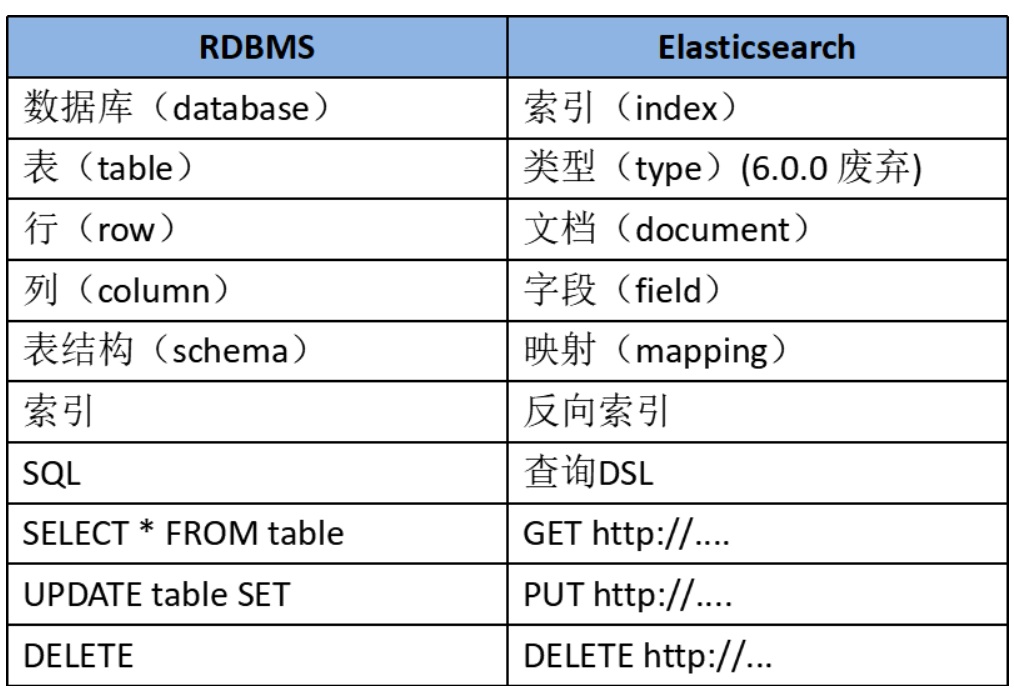 RDBMS Elasticsearch
数据库（database） 索引（index）
表（table） 类型（type）(6.0.0 废弃)
行（row） 文档（document）
列（column） 字段（field）
表结构（schema） 映射（mapping）
索引 反向索引
SQL 查询DSL
SELECT * FROM table GET http://....
UPDATE table SET PUT http://....
DELETE DELETE http://...